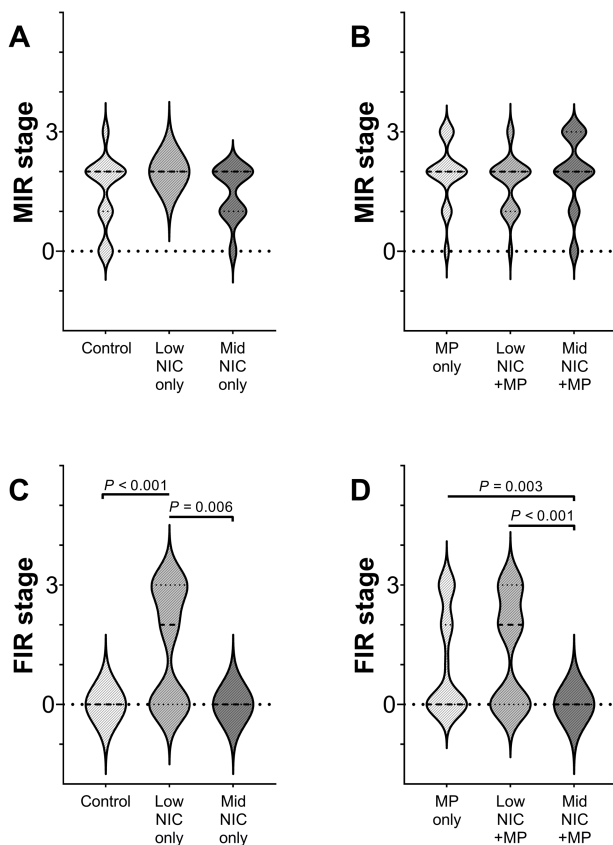 A
MIR stage
3
0
Control
Low
NIC
only
Mid
NIC
only
B
MIR stage
3
0
MP
only
Low
NIC
+MP
Mid
NIC
+MP
C
FIR stage
P < 0.001
P = 0.006
3
0
Control
Low
NIC
only
Mid
NIC
only
D
FIR stage
P = 0.003
P < 0.001
3
0
MP
only
Low
NIC
+MP
Mid
NIC
+MP